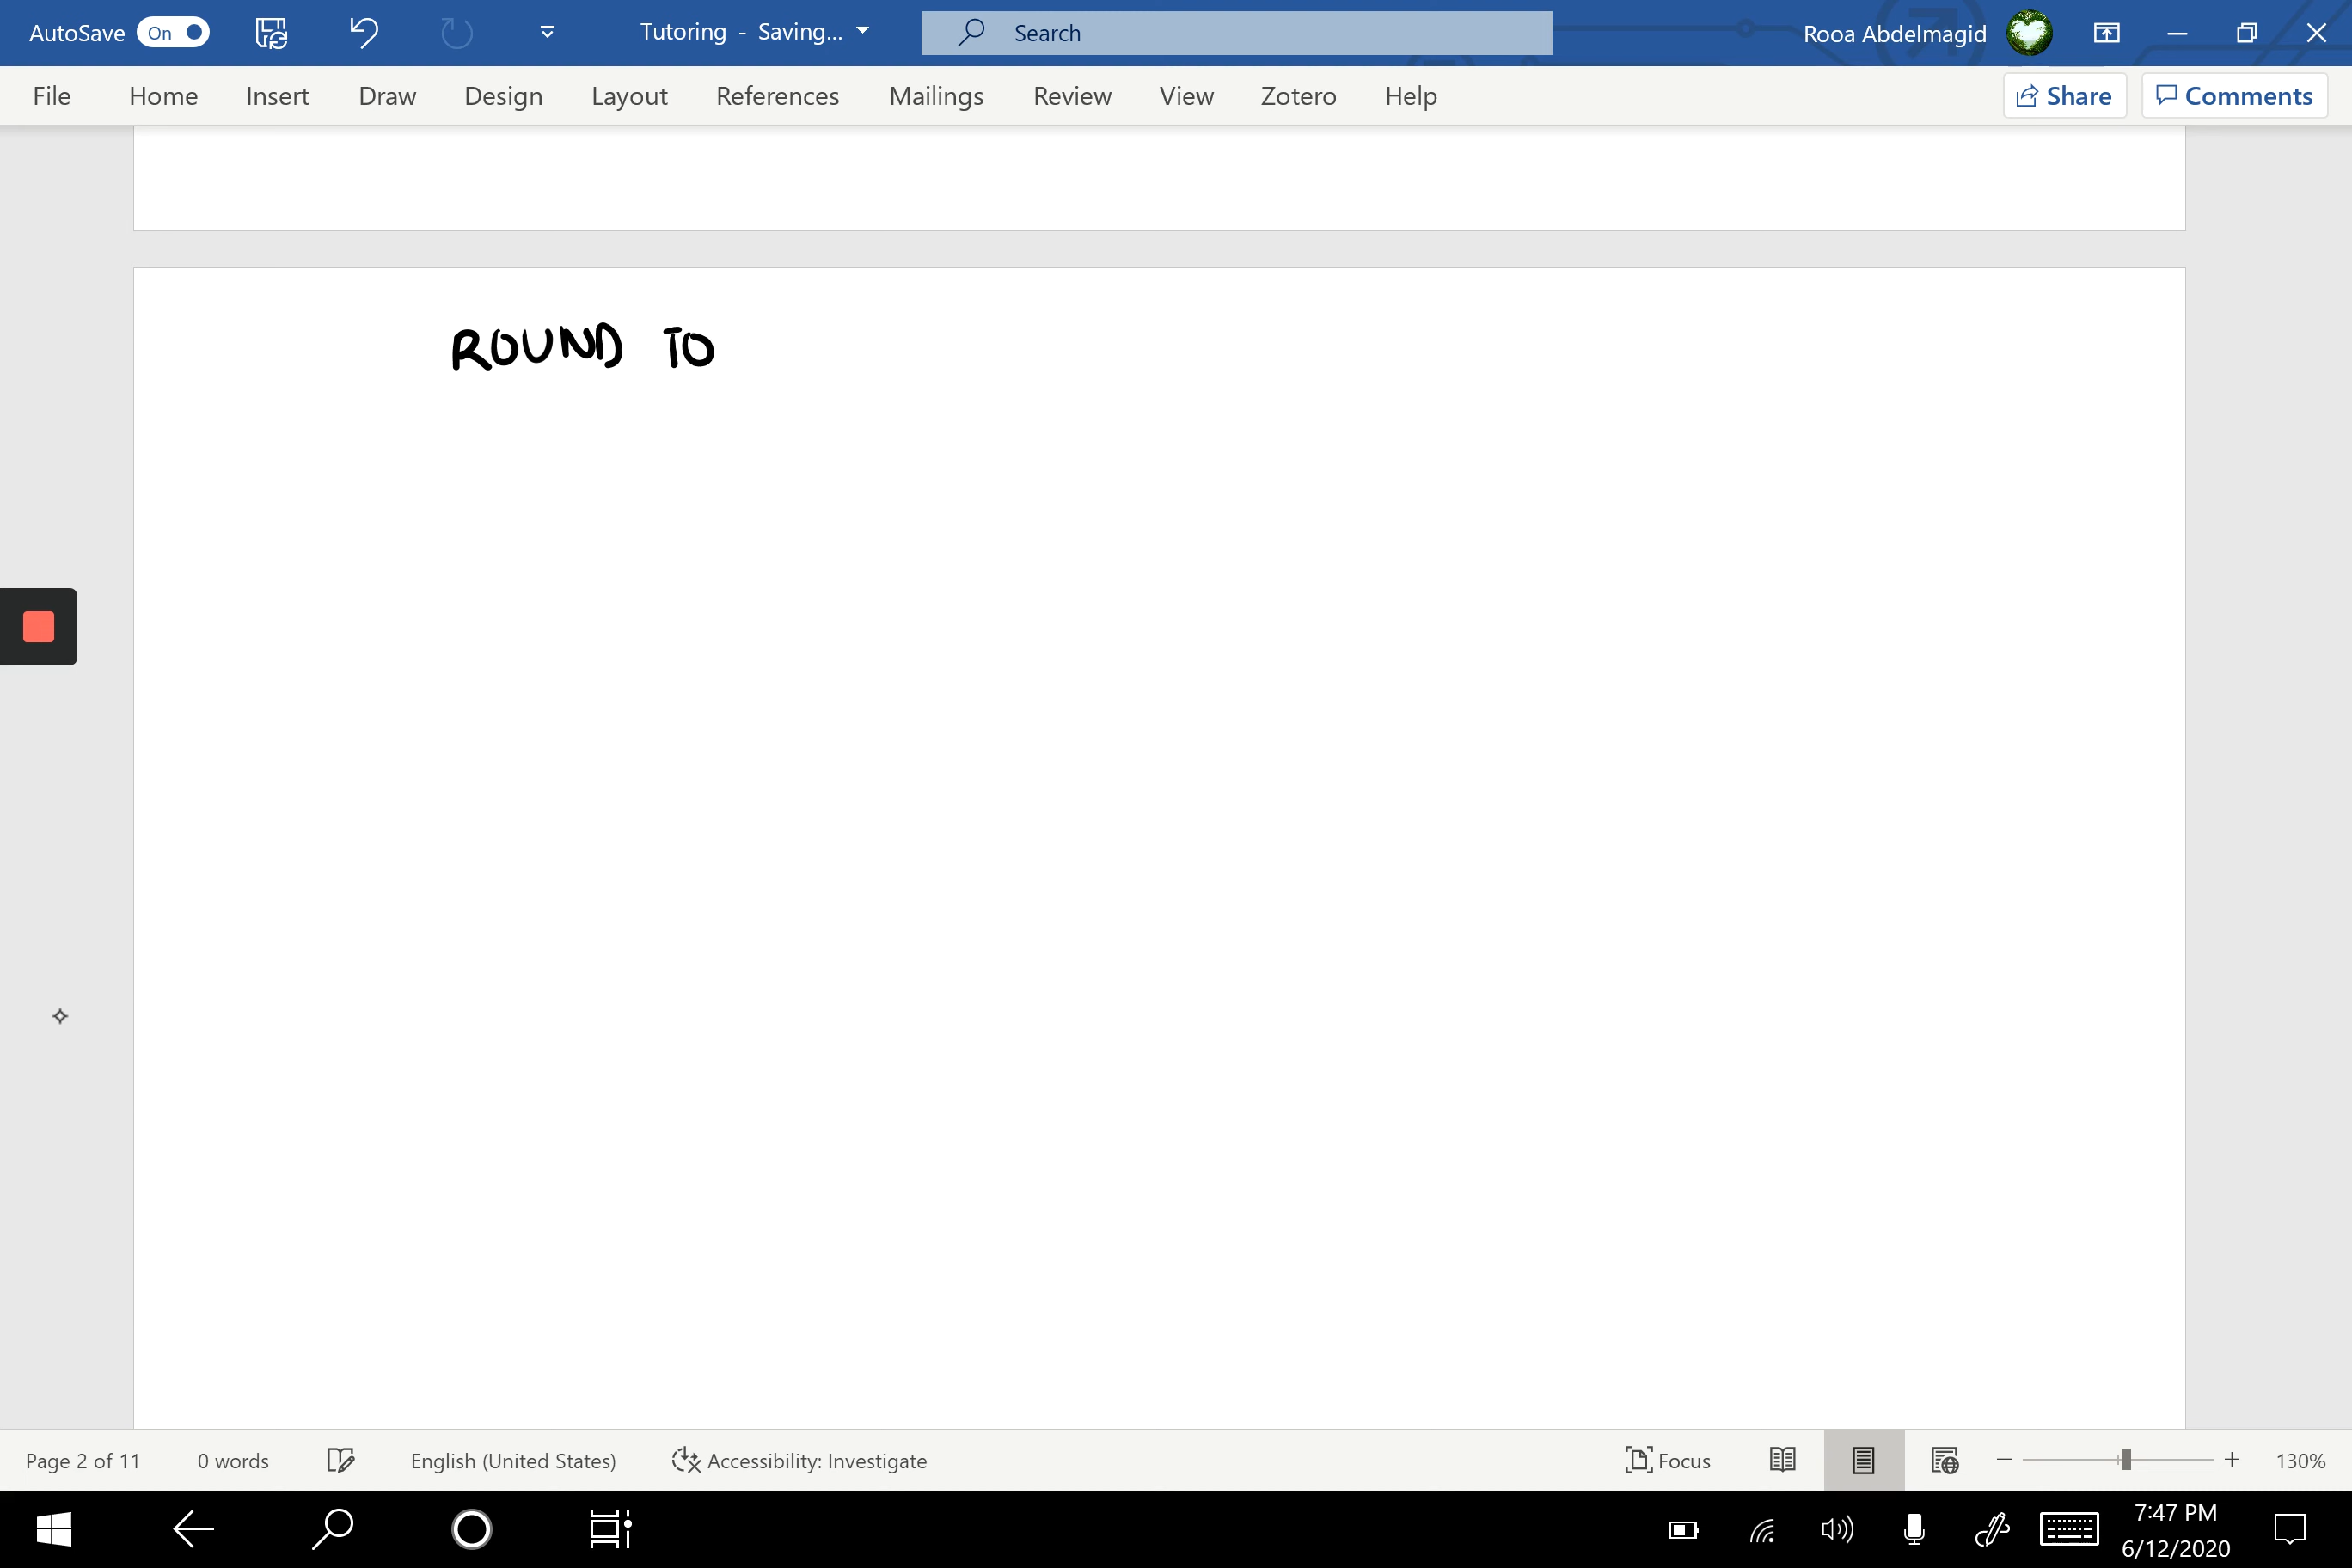 AutoSave On Tutoring - Saving... Search Rooa Abdelmagid
File Home Insert Draw Design Layout References Mailings Review View Zotero Help Share Comments
ROUND TO
Page 2 of 11 0 words English (United States) Accessibility: Investigate Focus 130%
7:47 PM
6/12/2020